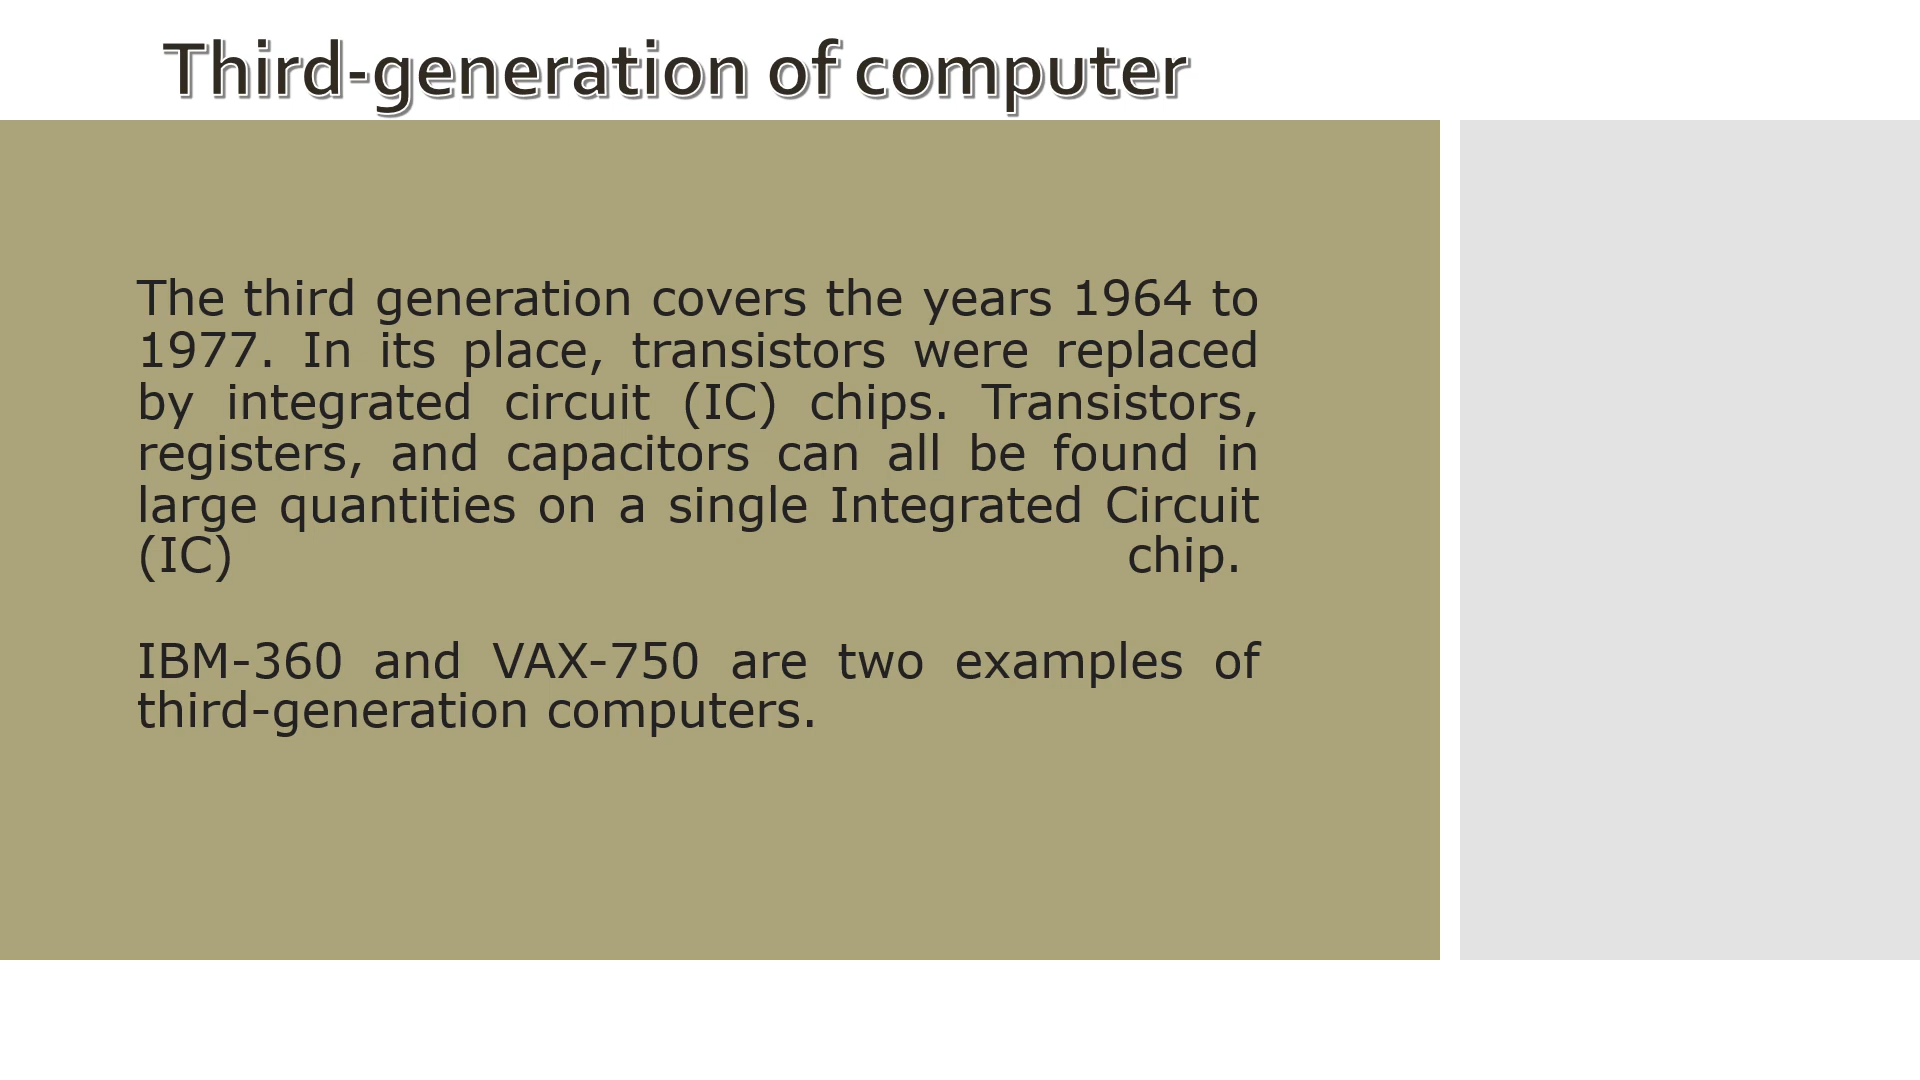 Third-generation of computer
The third generation covers the years 1964 to
1977. In its place, transistors were replaced
by integrated circuit (IC) chips. Transistors,
registers, and capacitors can all be found in
large quantities on a single Integrated Circuit
(IC) chip.
IBM-360 and VAX-750 are two examples of
third-generation computers.